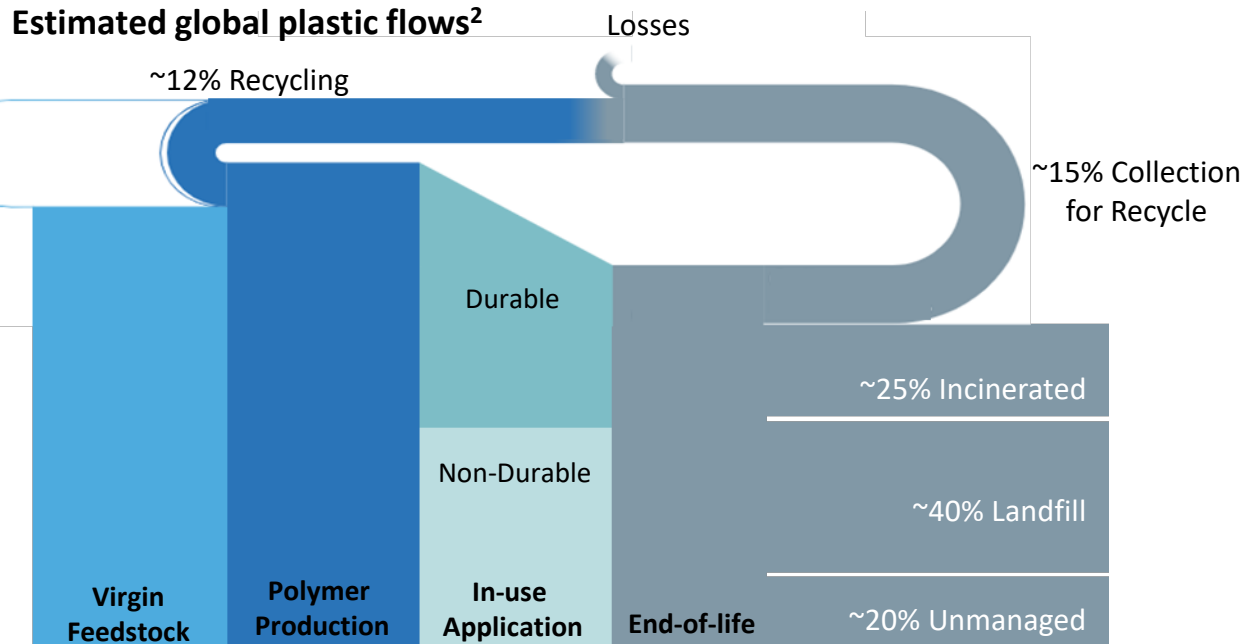 Estimated global plastic flows²
Losses
~12% Recycling
~15% Collection
for Recycle
Durable
~25% Incinerated
Non-Durable
~40% Landfill
Virgin
Feedstock
Polymer
Production
In-use
Application
End-of-life
~20% Unmanaged